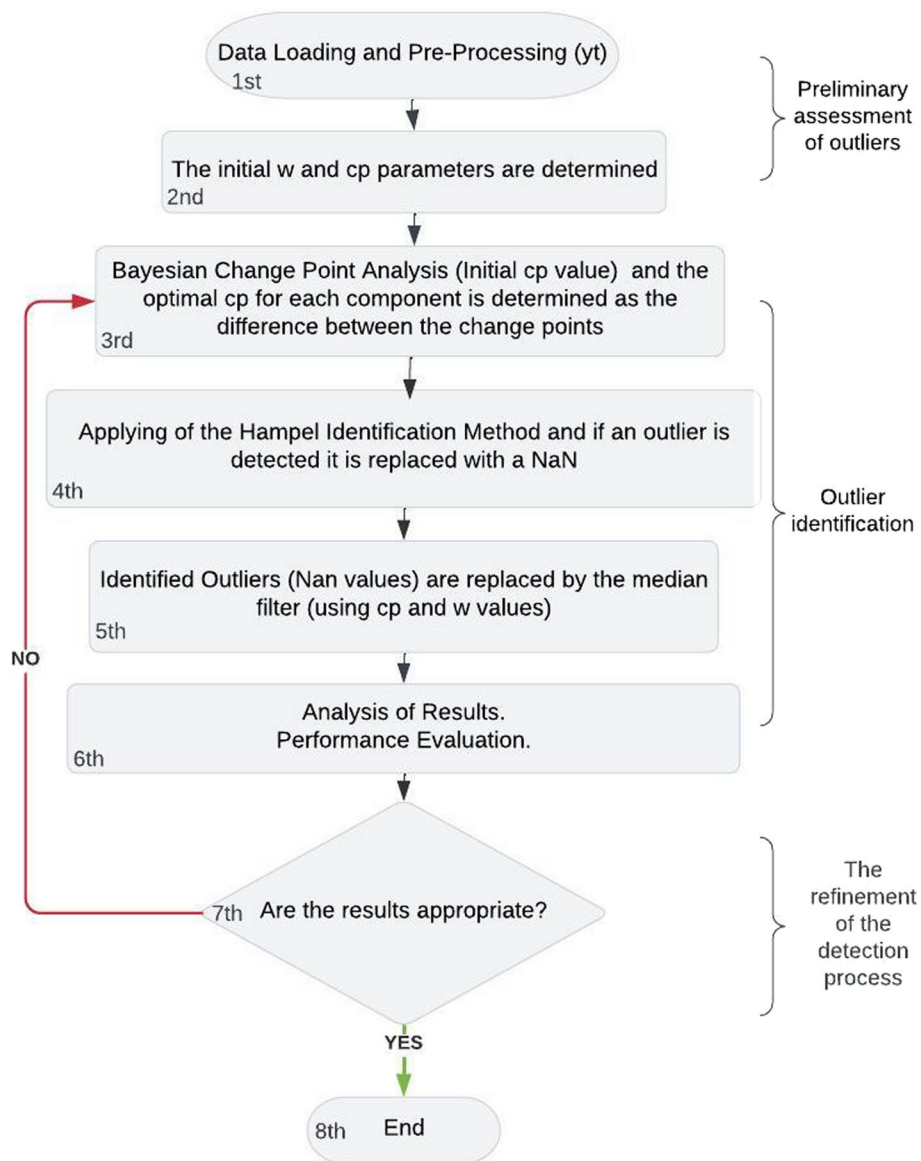 Data Loading and Pre-Processing (yt)
1st
Preliminary
assessment
of outliers
The initial w and cp parameters are determined
2nd
Bayesian Change Point Analysis (Initial cp value) and the
optimal cp for each component is determined as the
difference between the change points
3rd
Applying of the Hampel Identification Method and if an outlier is
detected it is replaced with a NaN
4th
Outlier
identification
Identified Outliers (Nan values) are replaced by the median
filter (using cp and w values)
5th
NO
Analysis of Results.
Performance Evaluation.
6th
7th Are the results appropriate?
The
refinement
of the
detection
process
YES
8th End